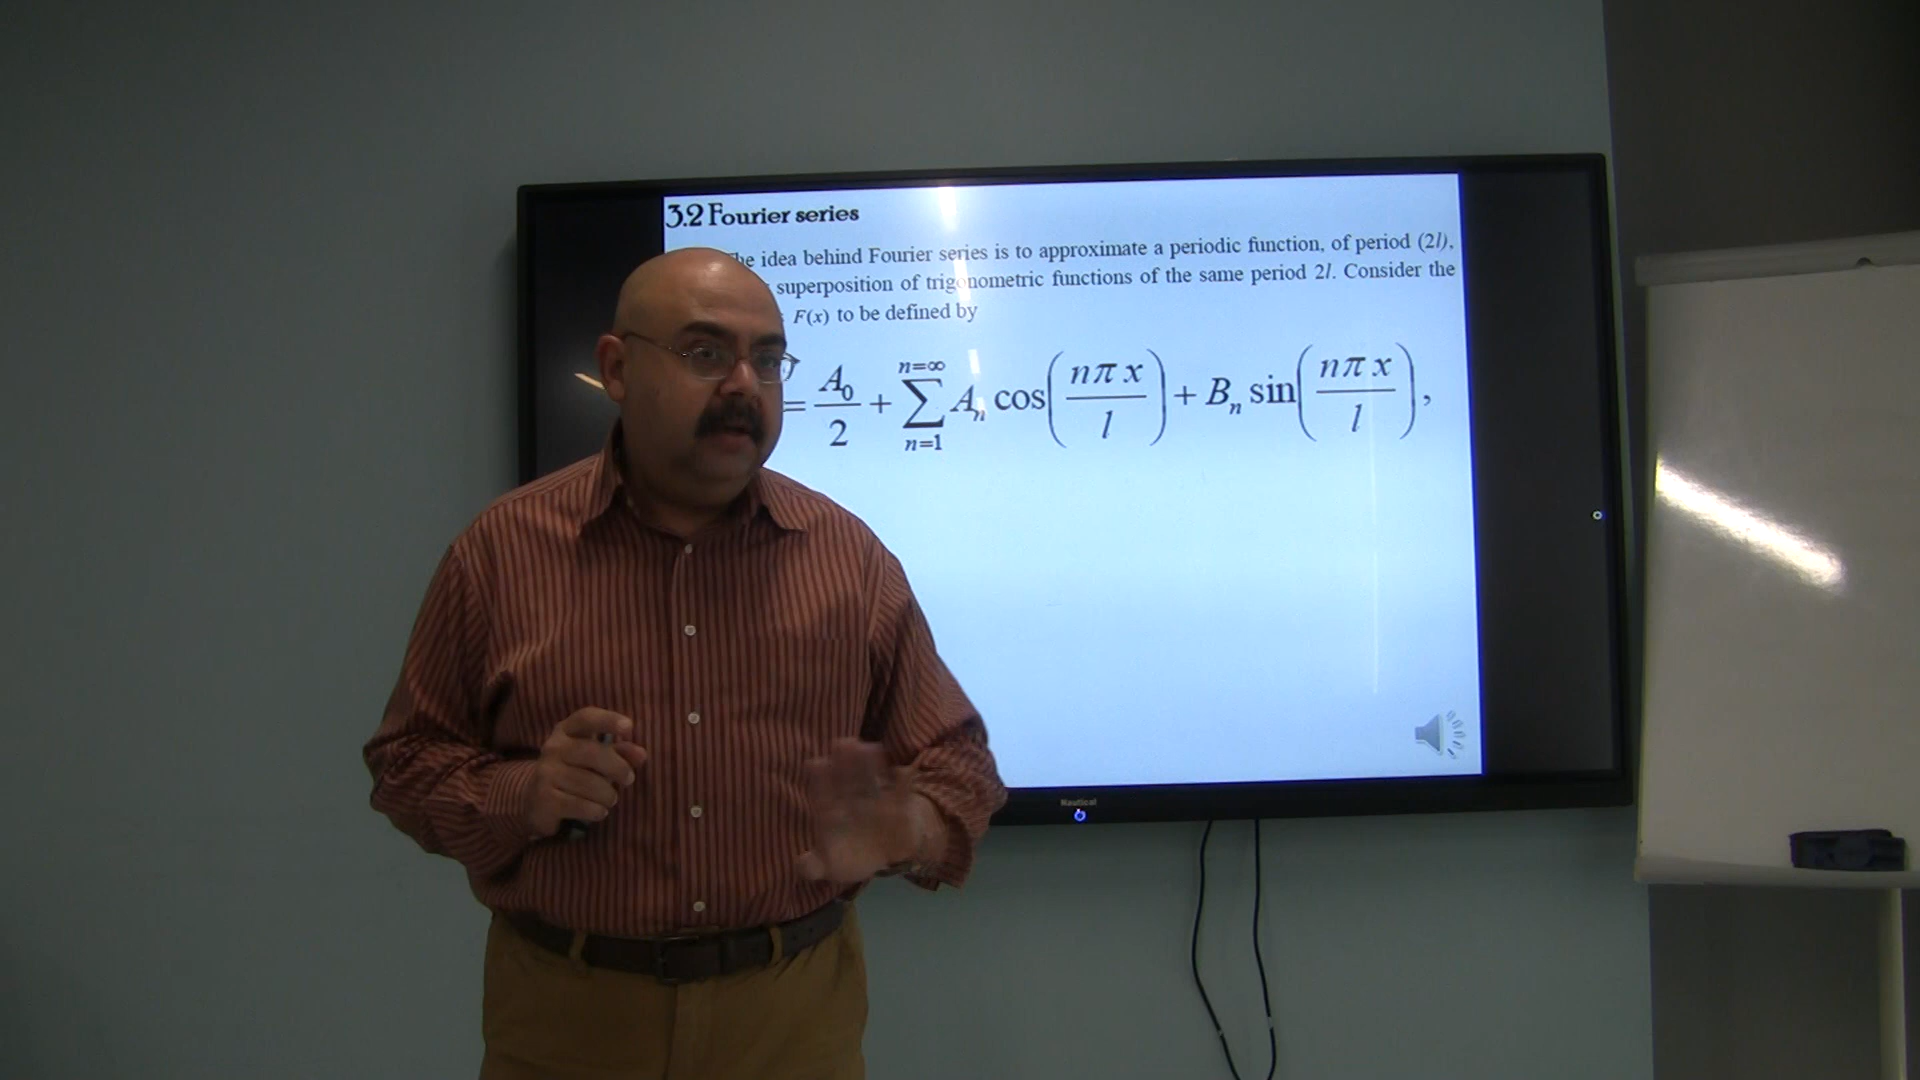 3.2 Fourier series
he idea behind Fourier series is to approximate a periodic function, of period (2l),
superposition of trigonometric functions of the same period 2l. Consider the
F(x) to be defined by
= A₀/2 + ∑_{n=1}^{n=∞} Aₙ cos(nπx/l) + Bₙ sin(nπx/l),
Nautical